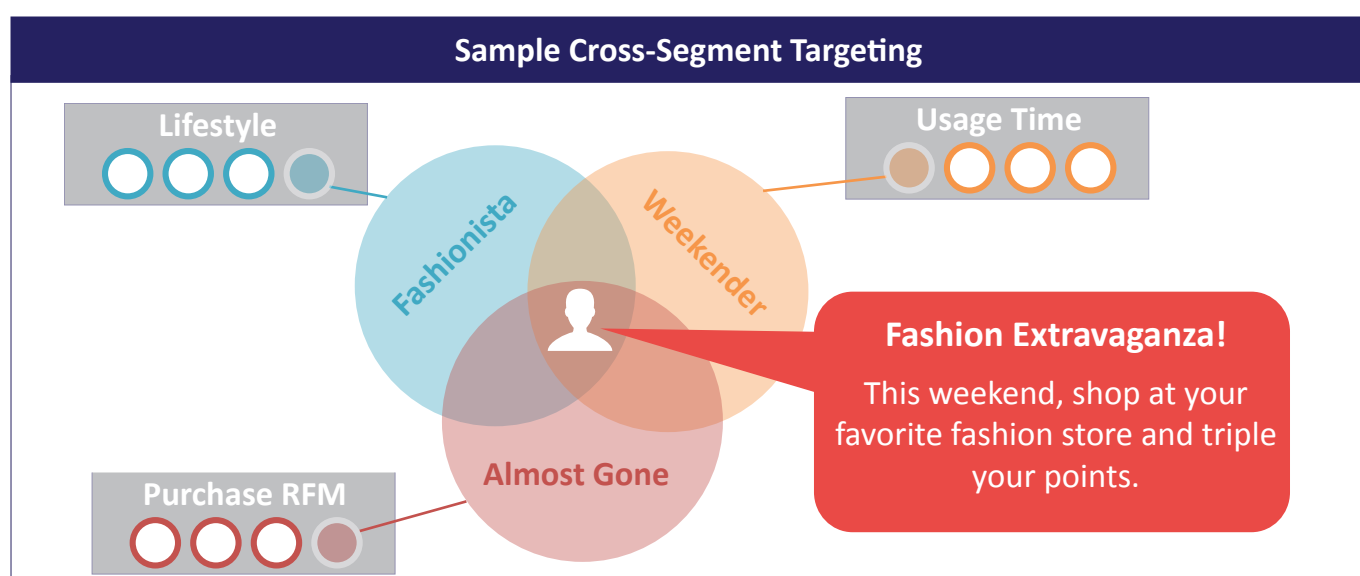 Sample Cross-Segment Targeting
Lifestyle
Usage Time
Fashionista
Weekender
Fashion Extravaganza!
This weekend, shop at your
favorite fashion store and triple
your points.
Almost Gone
Purchase RFM